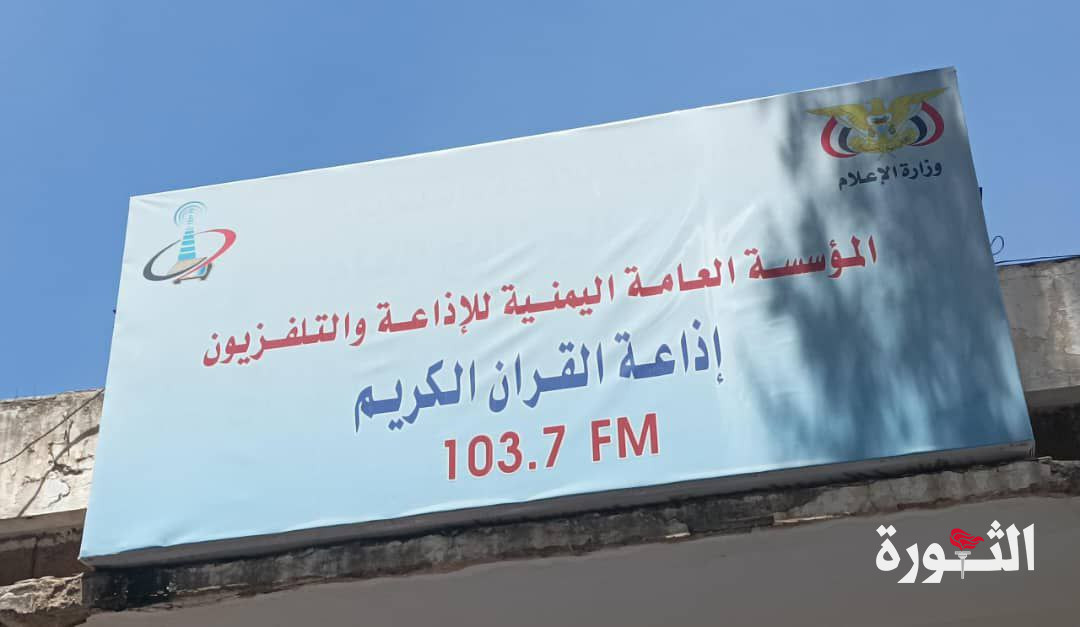 وزارة الإعلام
المؤسسة العامة اليمنية للإذاعة والتلفزيون
إذاعة القران الكريم
103.7 FM
الثورة